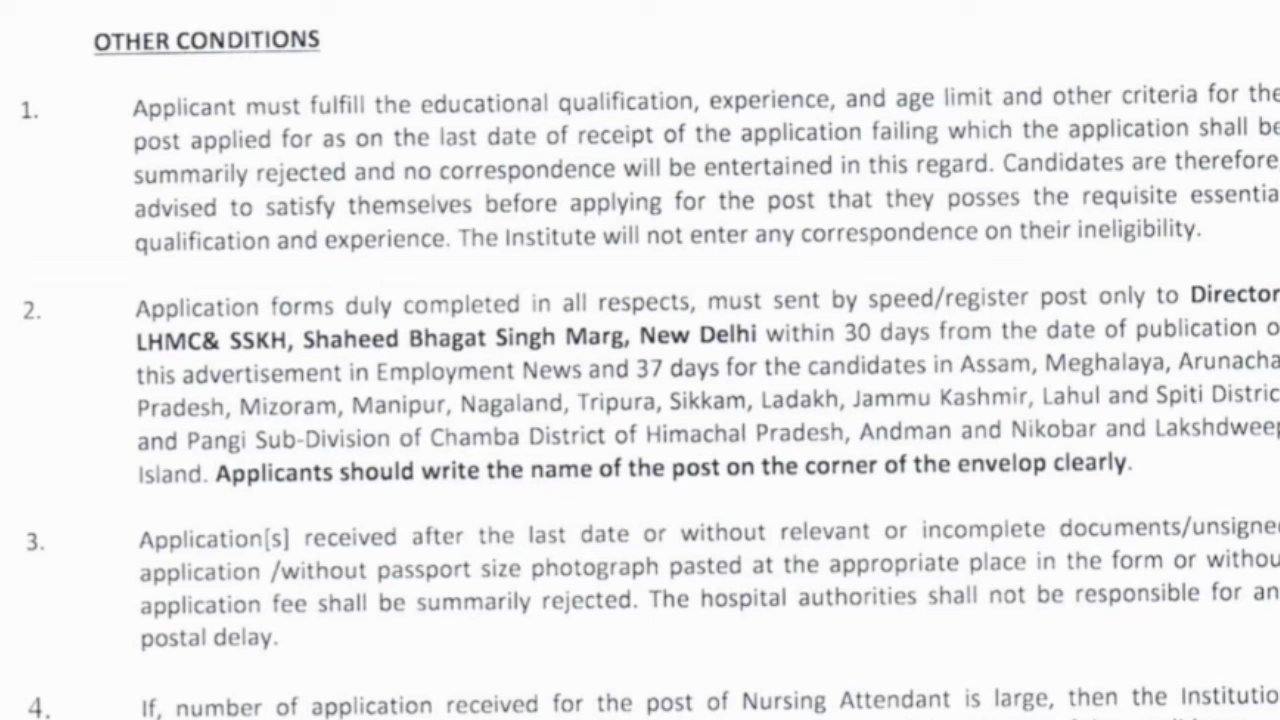 OTHER CONDITIONS
1. Applicant must fulfill the educational qualification, experience, and age limit and other criteria for the
post applied for as on the last date of receipt of the application failing which the application shall be
summarily rejected and no correspondence will be entertained in this regard. Candidates are therefore,
advised to satisfy themselves before applying for the post that they posses the requisite essentia
qualification and experience. The Institute will not enter any correspondence on their ineligibility.
2. Application forms duly completed in all respects, must sent by speed/register post only to Director
LHMC& SSKH, Shaheed Bhagat Singh Marg, New Delhi within 30 days from the date of publication o
this advertisement in Employment News and 37 days for the candidates in Assam, Meghalaya, Arunacha
Pradesh, Mizoram, Manipur, Nagaland, Tripura, Sikkam, Ladakh, Jammu Kashmir, Lahul and Spiti Distric
and Pangi Sub-Division of Chamba District of Himachal Pradesh, Andman and Nikobar and Lakshdweep
Island. Applicants should write the name of the post on the corner of the envelop clearly.
3. Application[s] received after the last date or without relevant or incomplete documents/unsigned
application /without passport size photograph pasted at the appropriate place in the form or withou
application fee shall be summarily rejected. The hospital authorities shall not be responsible for an
postal delay.
4. If, number of application received for the post of Nursing Attendant is large, then the Institutio